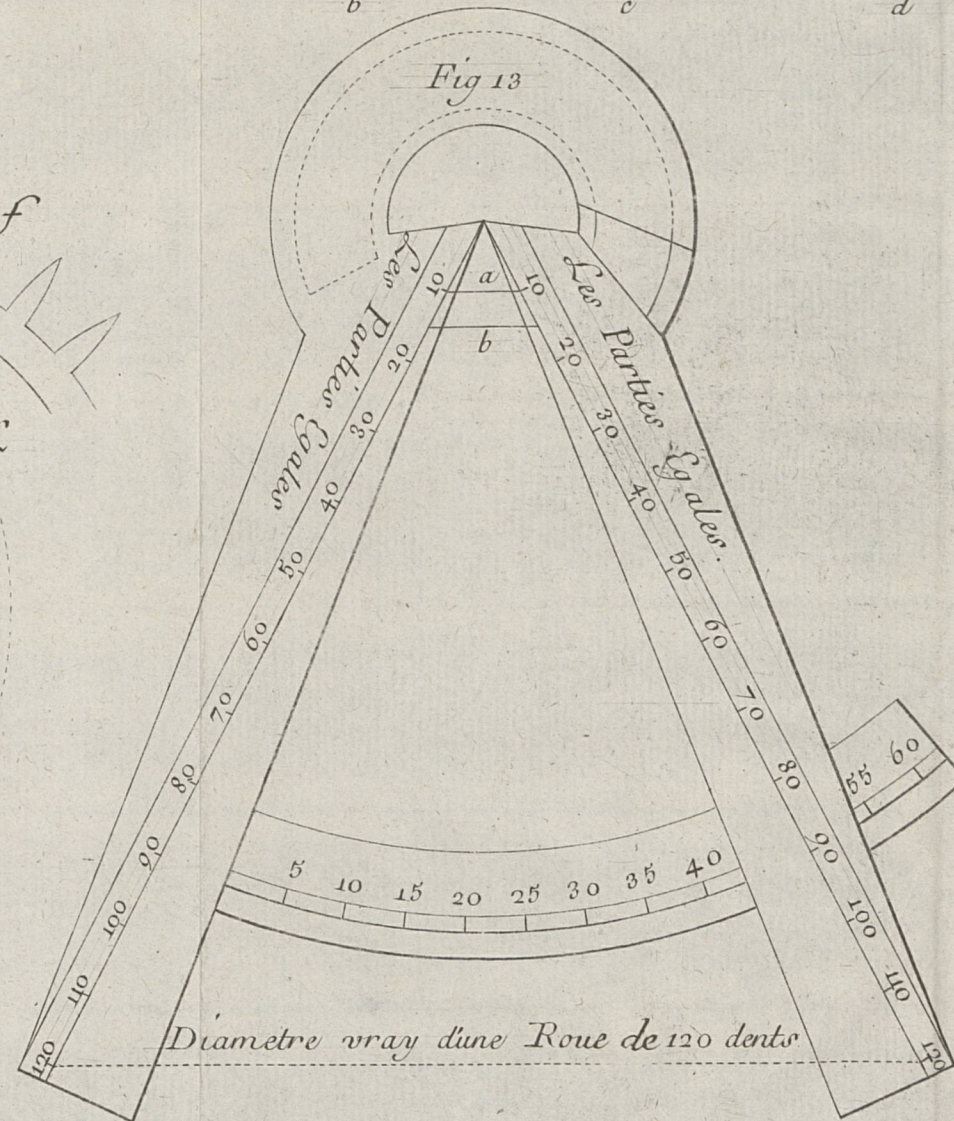 b c d
Fig 13
f
a
b
Les Parties Egales
10
20
30
40
50
60
70
80
90
100
110
120
Les Parties Egales.
10
20
30
40
50
60
70
80
90
100
110
120
5 10 15 20 25 30 35 40
55 60
Diametre vray d'une Roue de 120 dents